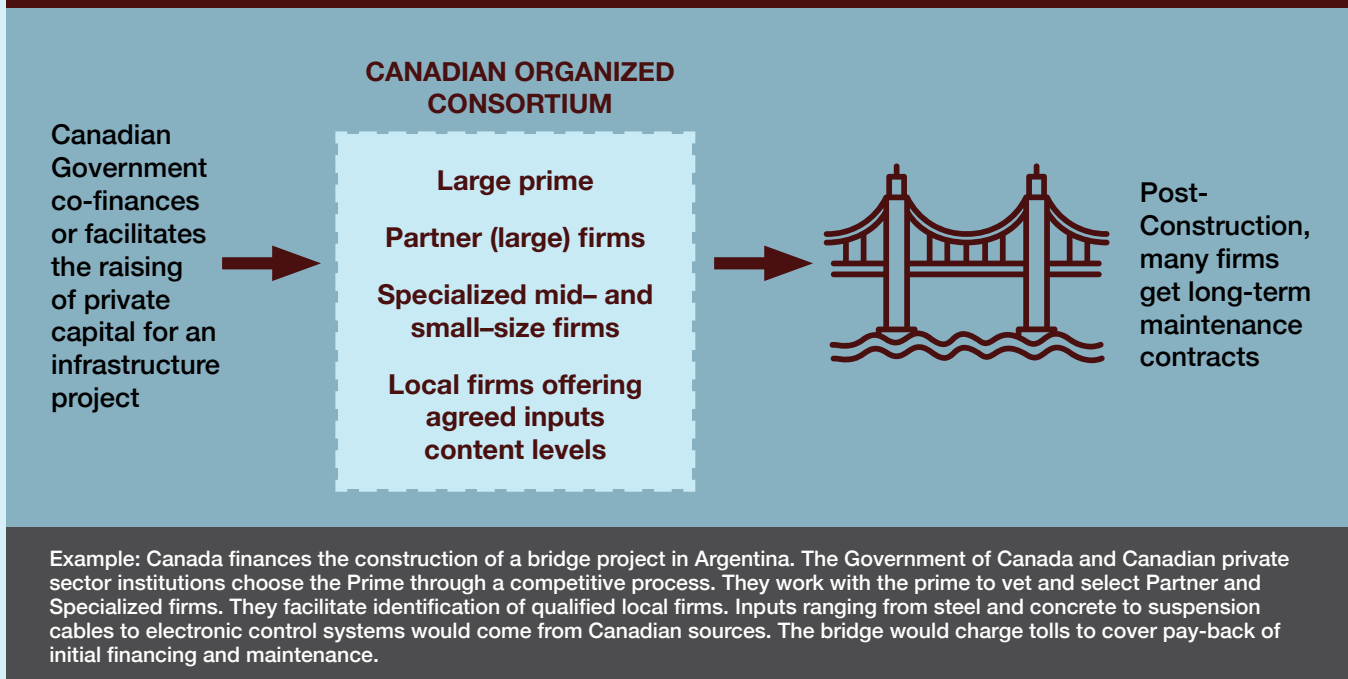 Canadian
Government
co-finances
or facilitates
the raising
of private
capital for an
infrastructure
project
CANADIAN ORGANIZED
CONSORTIUM
Large prime
Partner (large) firms
Specialized mid– and
small–size firms
Local firms offering
agreed inputs
content levels
Post-
Construction,
many firms
get long-term
maintenance
contracts
Example: Canada finances the construction of a bridge project in Argentina. The Government of Canada and Canadian private
sector institutions choose the Prime through a competitive process. They work with the prime to vet and select Partner and
Specialized firms. They facilitate identification of qualified local firms. Inputs ranging from steel and concrete to suspension
cables to electronic control systems would come from Canadian sources. The bridge would charge tolls to cover pay-back of
initial financing and maintenance.